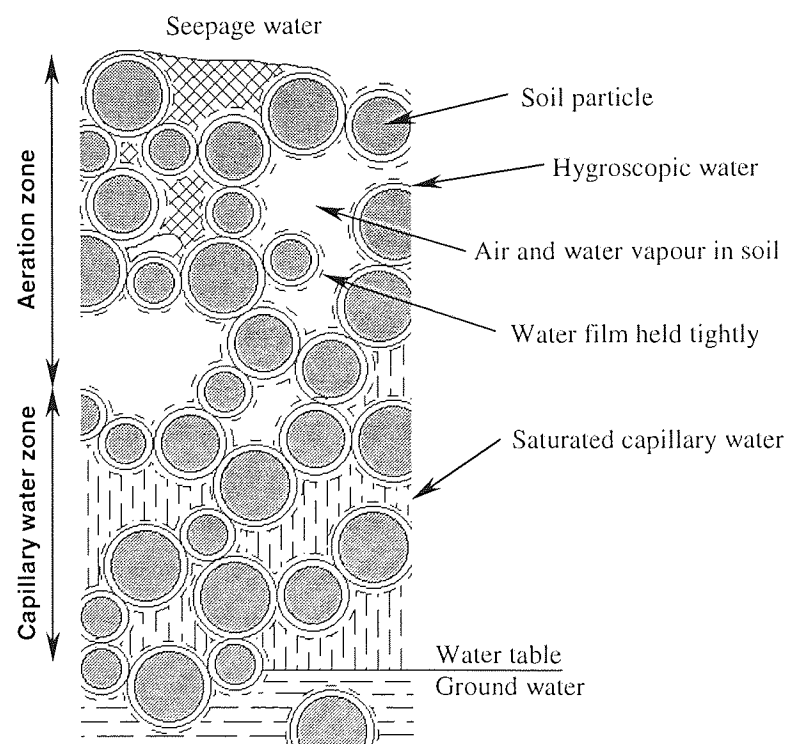 Seepage water
Soil particle
Hygroscopic water
Air and water vapour in soil
Water film held tightly
Saturated capillary water
Water table
Ground water
Aeration zone
Capillary water zone